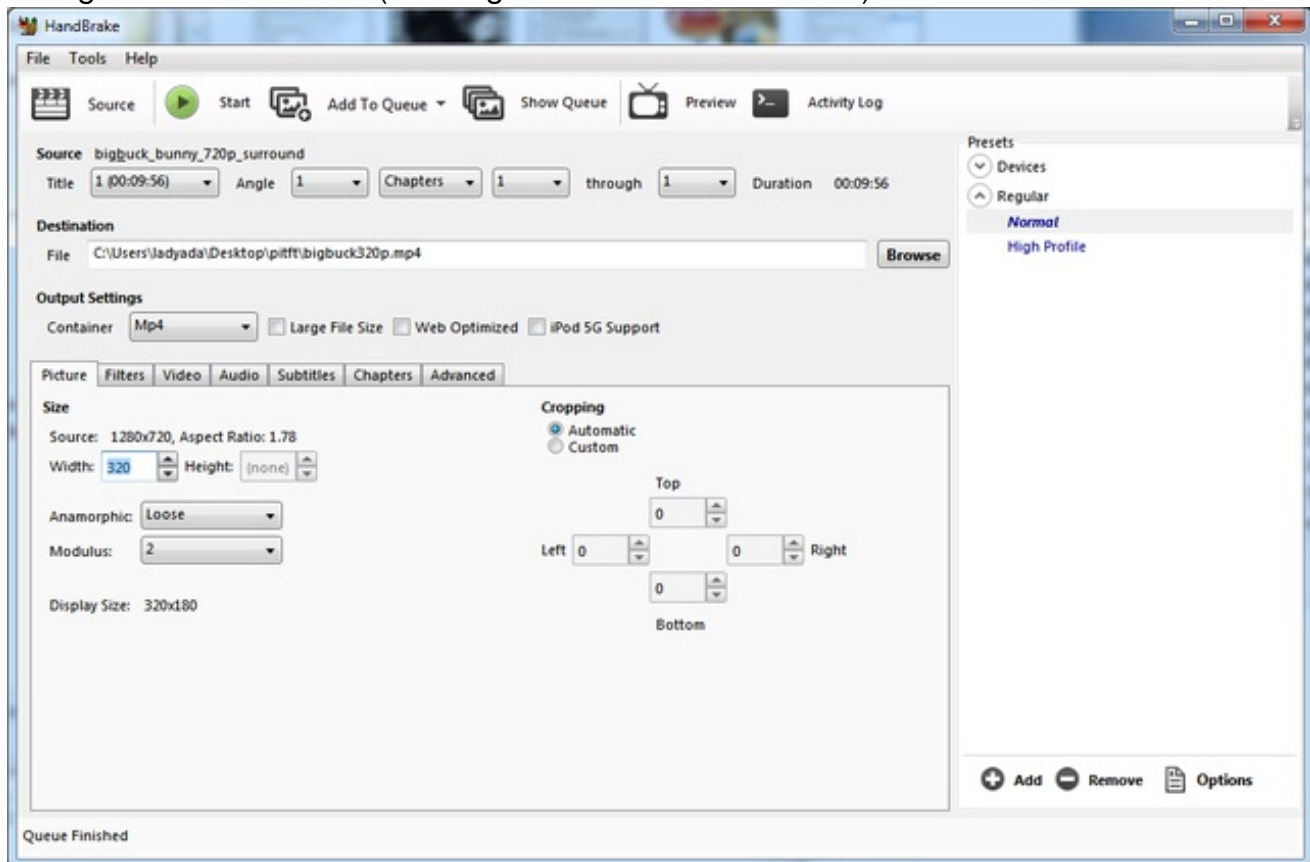 HandBrake
File Tools Help
Source Start Add To Queue Show Queue Preview Activity Log
Source bigbuck_bunny_720p_surround
Title 1 (00:09:56) Angle 1 Chapters 1 through 1 Duration 00:09:56
Destination
File C:\Users\ladyada\Desktop\pitft\bigbuck320p.mp4 Browse
Output Settings
Container Mp4 Large File Size Web Optimized iPod 5G Support
Picture Filters Video Audio Subtitles Chapters Advanced
Size
Source: 1280x720, Aspect Ratio: 1.78
Width: 320 Height: (none)
Anamorphic: Loose
Modulus: 2
Display Size: 320x180
Cropping
Automatic
Custom
Top
0
Left 0 0 Right
0
Bottom
Presets
Devices
Regular
Normal
High Profile
Add Remove Options
Queue Finished